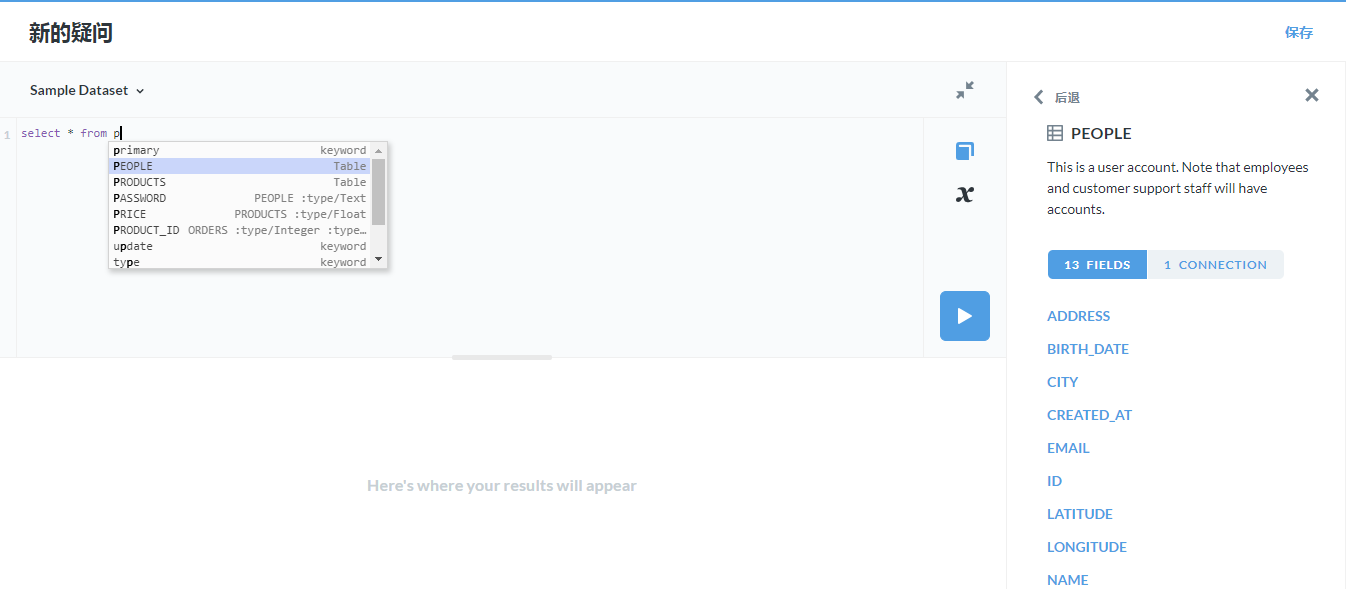 新的疑问
保存
Sample Dataset
1 select * from p
primary keyword
PEOPLE Table
PRODUCTS Table
PASSWORD PEOPLE :type/Text
PRICE PRODUCTS :type/Float
PRODUCT_ID ORDERS :type/Integer :type…
update keyword
type keyword
x
Here's where your results will appear
后退
PEOPLE
This is a user account. Note that employees
and customer support staff will have
accounts.
13 FIELDS 1 CONNECTION
ADDRESS
BIRTH_DATE
CITY
CREATED_AT
EMAIL
ID
LATITUDE
LONGITUDE
NAME